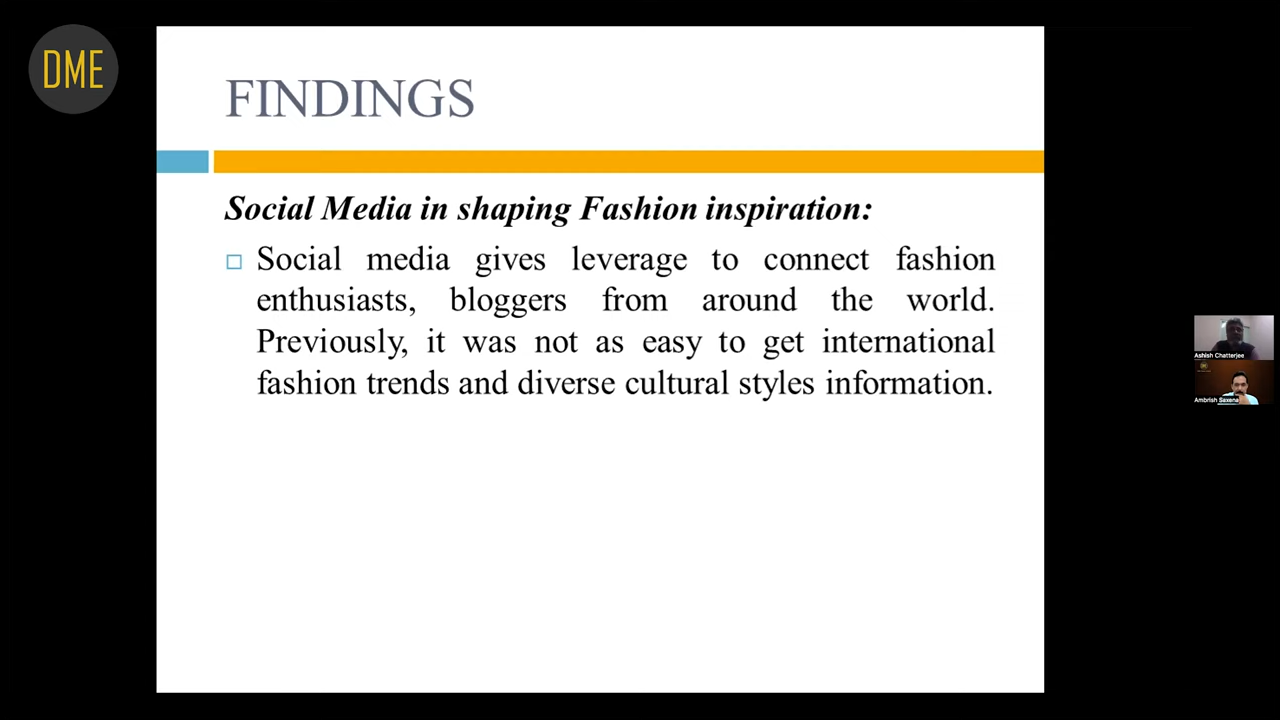 DME
FINDINGS
Social Media in shaping Fashion inspiration:
Social media gives leverage to connect fashion
enthusiasts, bloggers from around the world.
Previously, it was not as easy to get international
fashion trends and diverse cultural styles information.
Ashish Chatterjee
Ambrish Saxena